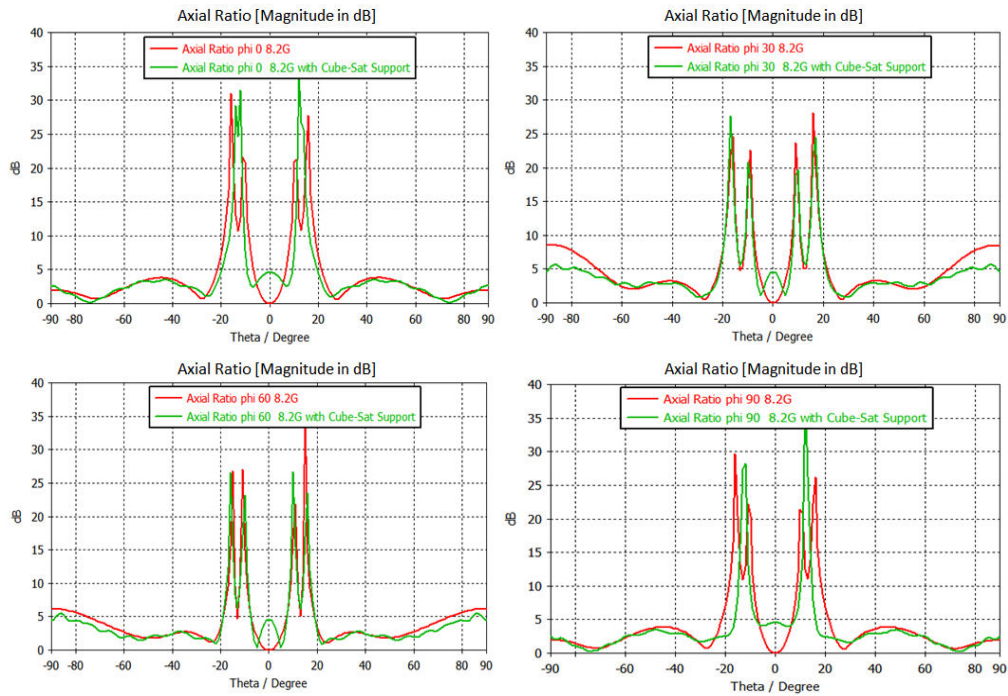 Axial Ratio [Magnitude in dB]
40
35
30
25
20
15
10
5
0
dB
Axial Ratio phi 0 8.2G
Axial Ratio phi 0 8.2G with Cube-Sat Support
-90 -80 -60 -40 -20 0 20 40 60 80 90
Theta / Degree
Axial Ratio [Magnitude in dB]
40
35
30
25
20
15
10
5
0
dB
Axial Ratio phi 30 8.2G
Axial Ratio phi 30 8.2G with Cube-Sat Support
-90 -80 -60 -40 -20 0 20 40 60 80 90
Theta / Degree
Axial Ratio [Magnitude in dB]
40
35
30
25
20
15
10
5
0
dB
Axial Ratio phi 60 8.2G
Axial Ratio phi 60 8.2G with Cube-Sat Support
-90 -80 -60 -40 -20 0 20 40 60 80 90
Theta / Degree
Axial Ratio [Magnitude in dB]
40
35
30
25
20
15
10
5
0
dB
Axial Ratio phi 90 8.2G
Axial Ratio phi 90 8.2G with Cube-Sat Support
-90 -80 -60 -40 -20 0 20 40 60 80 90
Theta / Degree